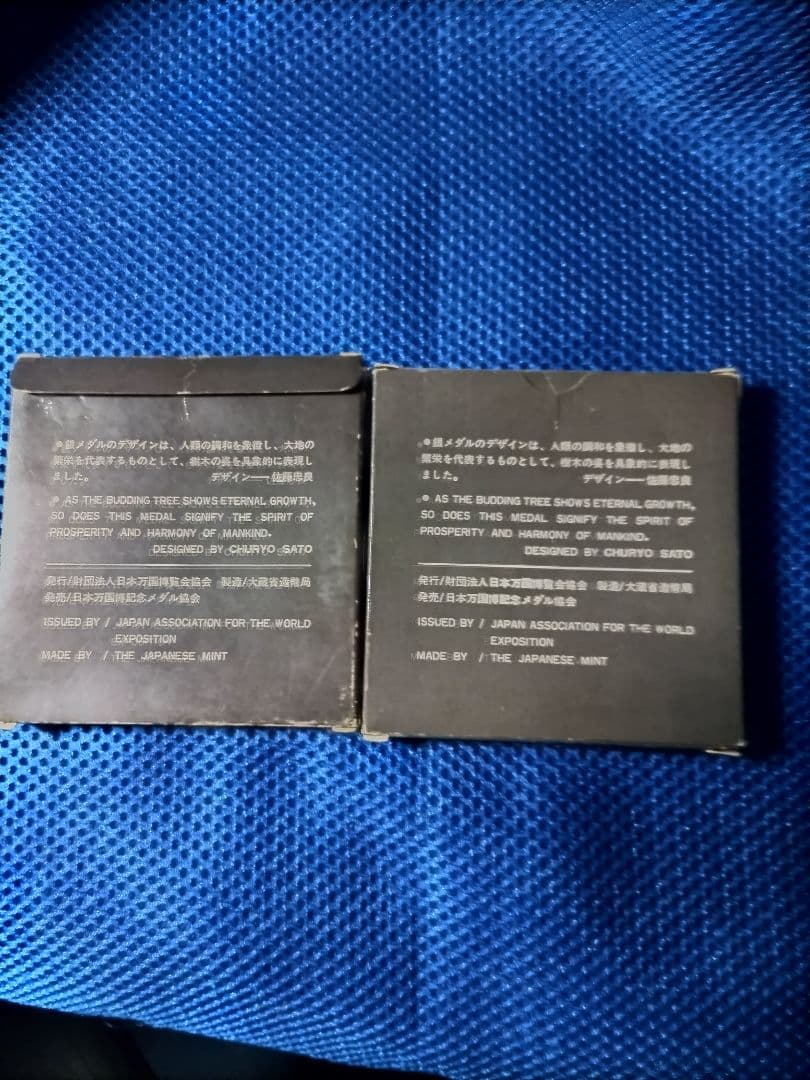 ●銀メダルのデザインは、人類の調和を象徴し、大地の
繁栄を代表するものとして、樹木の姿を具象的に表現し
ました。 デザイン——佐藤忠良
● AS THE BUDDING TREE SHOWS ETERNAL GROWTH,
SO DOES THIS MEDAL SIGNIFY THE SPIRIT OF
PROSPERITY AND HARMONY OF MANKIND.
DESIGNED BY CHURYO SATO
発行/財団法人日本万国博覧会協会 製造/大蔵省造幣局
発売/日本万国博記念メダル協会
ISSUED BY / JAPAN ASSOCIATION FOR THE WORLD
EXPOSITION
MADE BY / THE JAPANESE MINT
●銀メダルのデザインは、人類の調和を象徴し、大地の
繁栄を代表するものとして、樹木の姿を具象的に表現し
ました。 デザイン——佐藤忠良
● AS THE BUDDING TREE SHOWS ETERNAL GROWTH,
SO DOES THIS MEDAL SIGNIFY THE SPIRIT OF
PROSPERITY AND HARMONY OF MANKIND.
DESIGNED BY CHURYO SATO
発行/財団法人日本万国博覧会協会 製造/大蔵省造幣局
発売/日本万国博記念メダル協会
ISSUED BY / JAPAN ASSOCIATION FOR THE WORLD
EXPOSITION
MADE BY / THE JAPANESE MINT